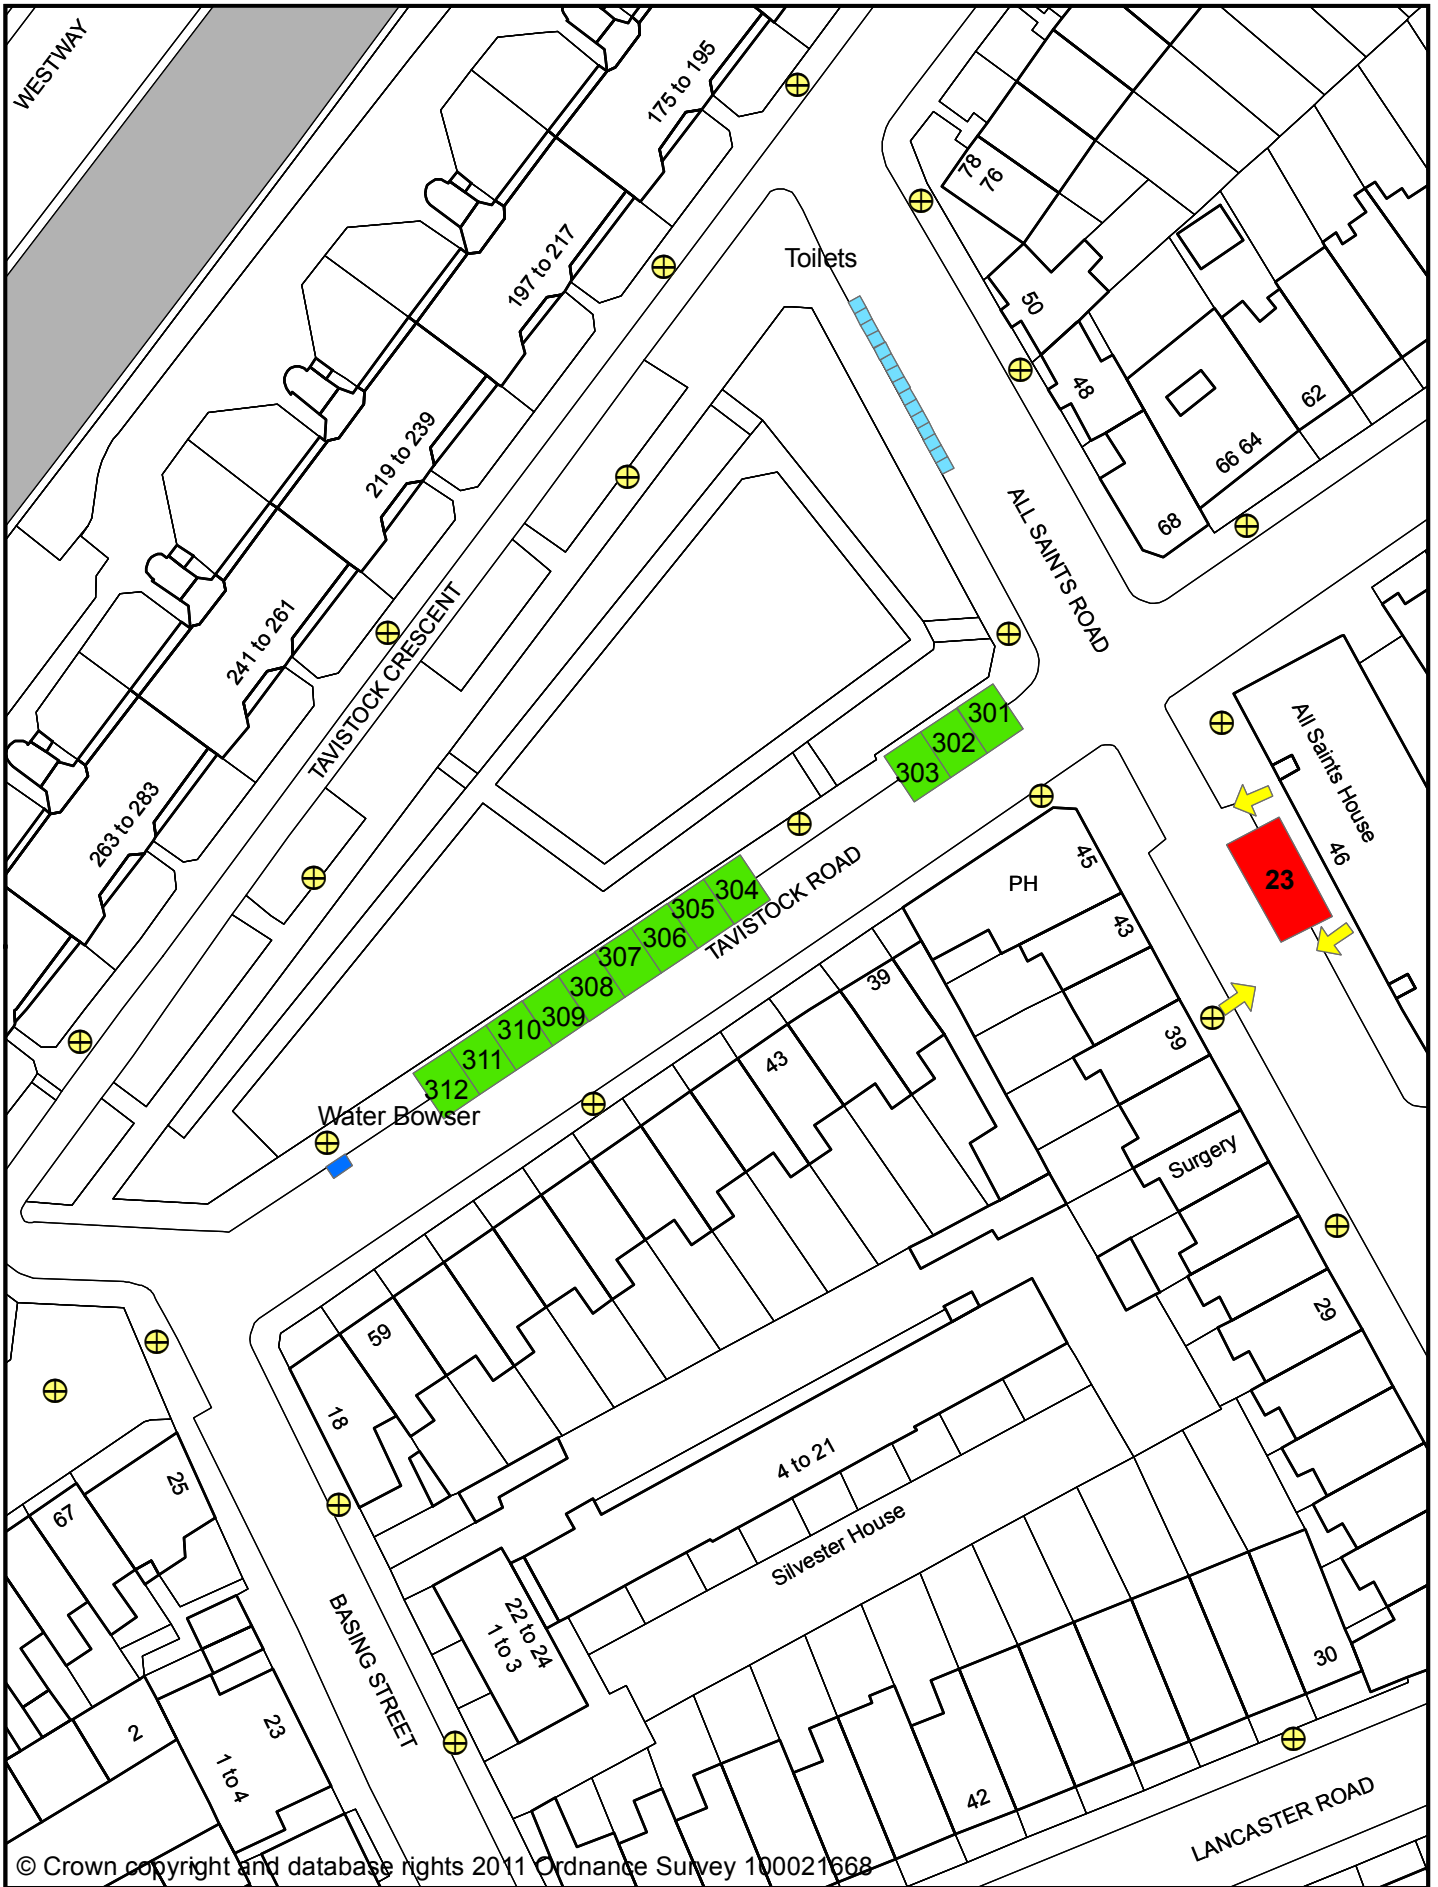 WESTWAY
175 to 195
78
76
197 to 217
Toilets
50
48
62
66 64
68
219 to 239
ALL SAINTS ROAD
TAVISTOCK CRESCENT
241 to 261
263 to 283
301
302
303
All Saints House
46
23
45
PH
43
304
305
306
307
308
309
310
311
312
TAVISTOCK ROAD
39
43
39
Water Bowser
Surgery
29
59
18
4 to 21
Silvester House
25
67
22 to 24
1 to 3
BASING STREET
30
2
23
1 to 4
42
LANCASTER ROAD
© Crown copyright and database rights 2011 Ordnance Survey 100021668